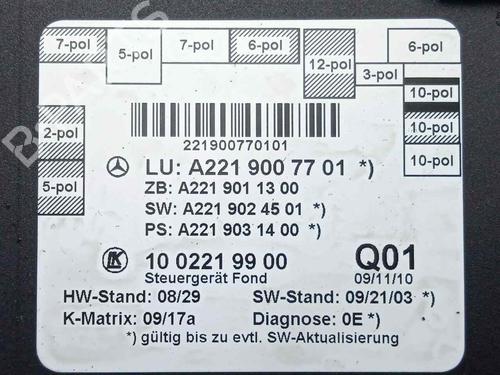 7-pol
5-pol
7-pol
6-pol
12-pol
3-pol
6-pol
10-pol
10-pol
10-pol
2-pol
5-pol
221900770101
LU: A221 900 77 01 *)
ZB: A221 901 13 00
SW: A221 902 45 01 *)
PS: A221 903 14 00 *)
LK 10 0221 99 00 Q01
Steuergerät Fond 09/11/10
HW-Stand: 08/29 SW-Stand: 09/21/03 *)
K-Matrix: 09/17a Diagnose: 0E *)
*) gültig bis zu evtl. SW-Aktualisierung